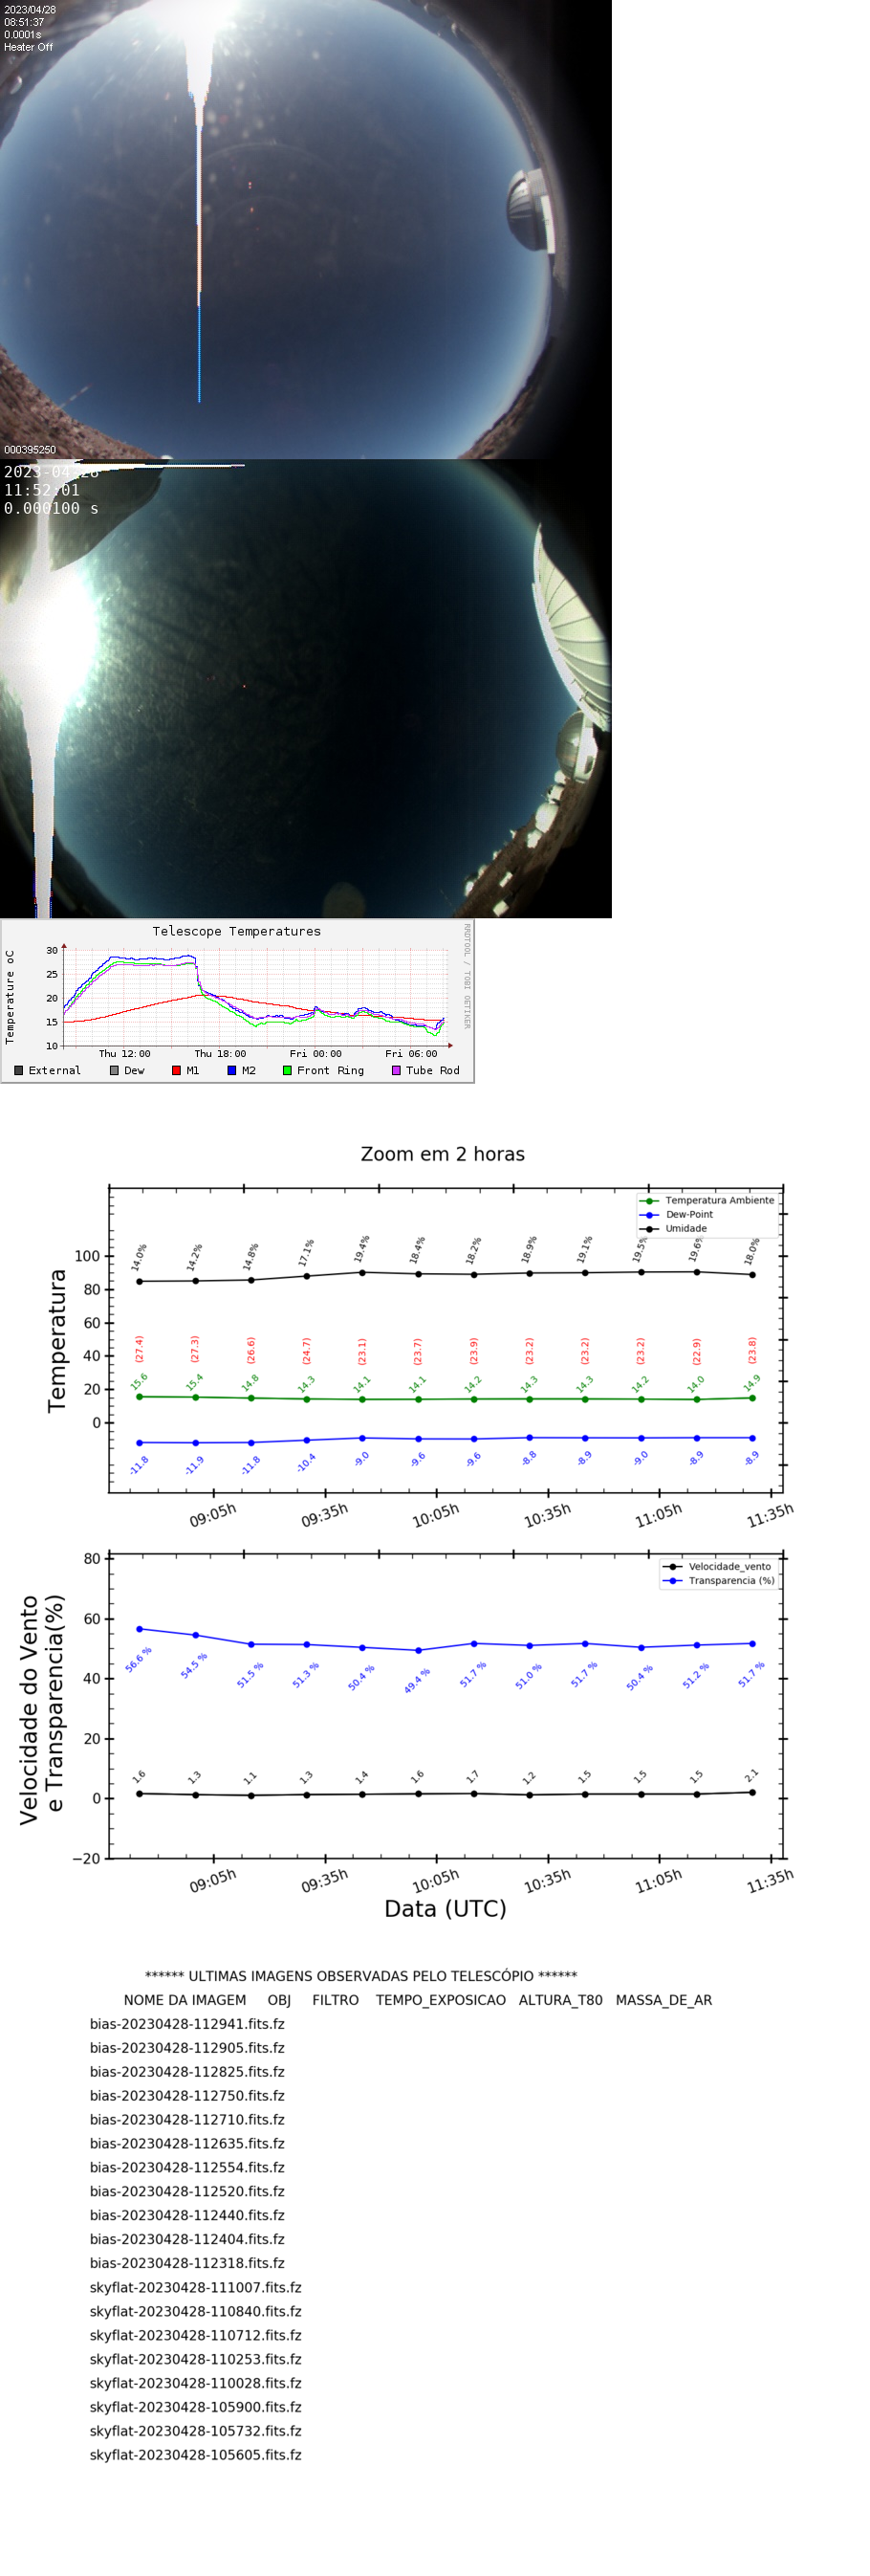 2023/04/28
08:51:37
0.0001s
Heater Off
000395250
2023-04-28
11:52:01
0.000100 s
Telescope Temperatures
RRDTOOL / TOBI OETIKER
Temperature oC
30
25
20
15
10
Thu 12:00 Thu 18:00 Fri 00:00 Fri 06:00
External Dew M1 M2 Front Ring Tube Rod
Zoom em 2 horas
Temperatura Ambiente
Dew-Point
Umidade
Temperatura
100
80
60
40
20
0
14.0% 14.2% 14.8% 17.1% 19.4% 18.4% 18.2% 18.9% 19.1% 19.5% 19.6% 18.0%
(27.4) (27.3) (26.6) (24.7) (23.1) (23.7) (23.9) (23.2) (23.2) (23.2) (22.9) (23.8)
15.6 15.4 14.8 14.3 14.1 14.1 14.2 14.3 14.3 14.2 14.0 14.9
-11.8 -11.9 -11.8 -10.4 -9.0 -9.6 -9.6 -8.8 -8.9 -9.0 -8.9 -8.9
09:05h 09:35h 10:05h 10:35h 11:05h 11:35h
Velocidade_vento
Transparencia (%)
Velocidade do Vento
e Transparencia(%)
80
60
40
20
0
−20
56.6 % 54.5 % 51.5 % 51.3 % 50.4 % 49.4 % 51.7 % 51.0 % 51.7 % 50.4 % 51.2 % 51.7 %
1.6 1.3 1.1 1.3 1.4 1.6 1.7 1.2 1.5 1.5 1.5 2.1
09:05h 09:35h 10:05h 10:35h 11:05h 11:35h
Data (UTC)
****** ULTIMAS IMAGENS OBSERVADAS PELO TELESCÓPIO ******
NOME DA IMAGEM OBJ FILTRO TEMPO_EXPOSICAO ALTURA_T80 MASSA_DE_AR
bias-20230428-112941.fits.fz
bias-20230428-112905.fits.fz
bias-20230428-112825.fits.fz
bias-20230428-112750.fits.fz
bias-20230428-112710.fits.fz
bias-20230428-112635.fits.fz
bias-20230428-112554.fits.fz
bias-20230428-112520.fits.fz
bias-20230428-112440.fits.fz
bias-20230428-112404.fits.fz
bias-20230428-112318.fits.fz
skyflat-20230428-111007.fits.fz
skyflat-20230428-110840.fits.fz
skyflat-20230428-110712.fits.fz
skyflat-20230428-110253.fits.fz
skyflat-20230428-110028.fits.fz
skyflat-20230428-105900.fits.fz
skyflat-20230428-105732.fits.fz
skyflat-20230428-105605.fits.fz